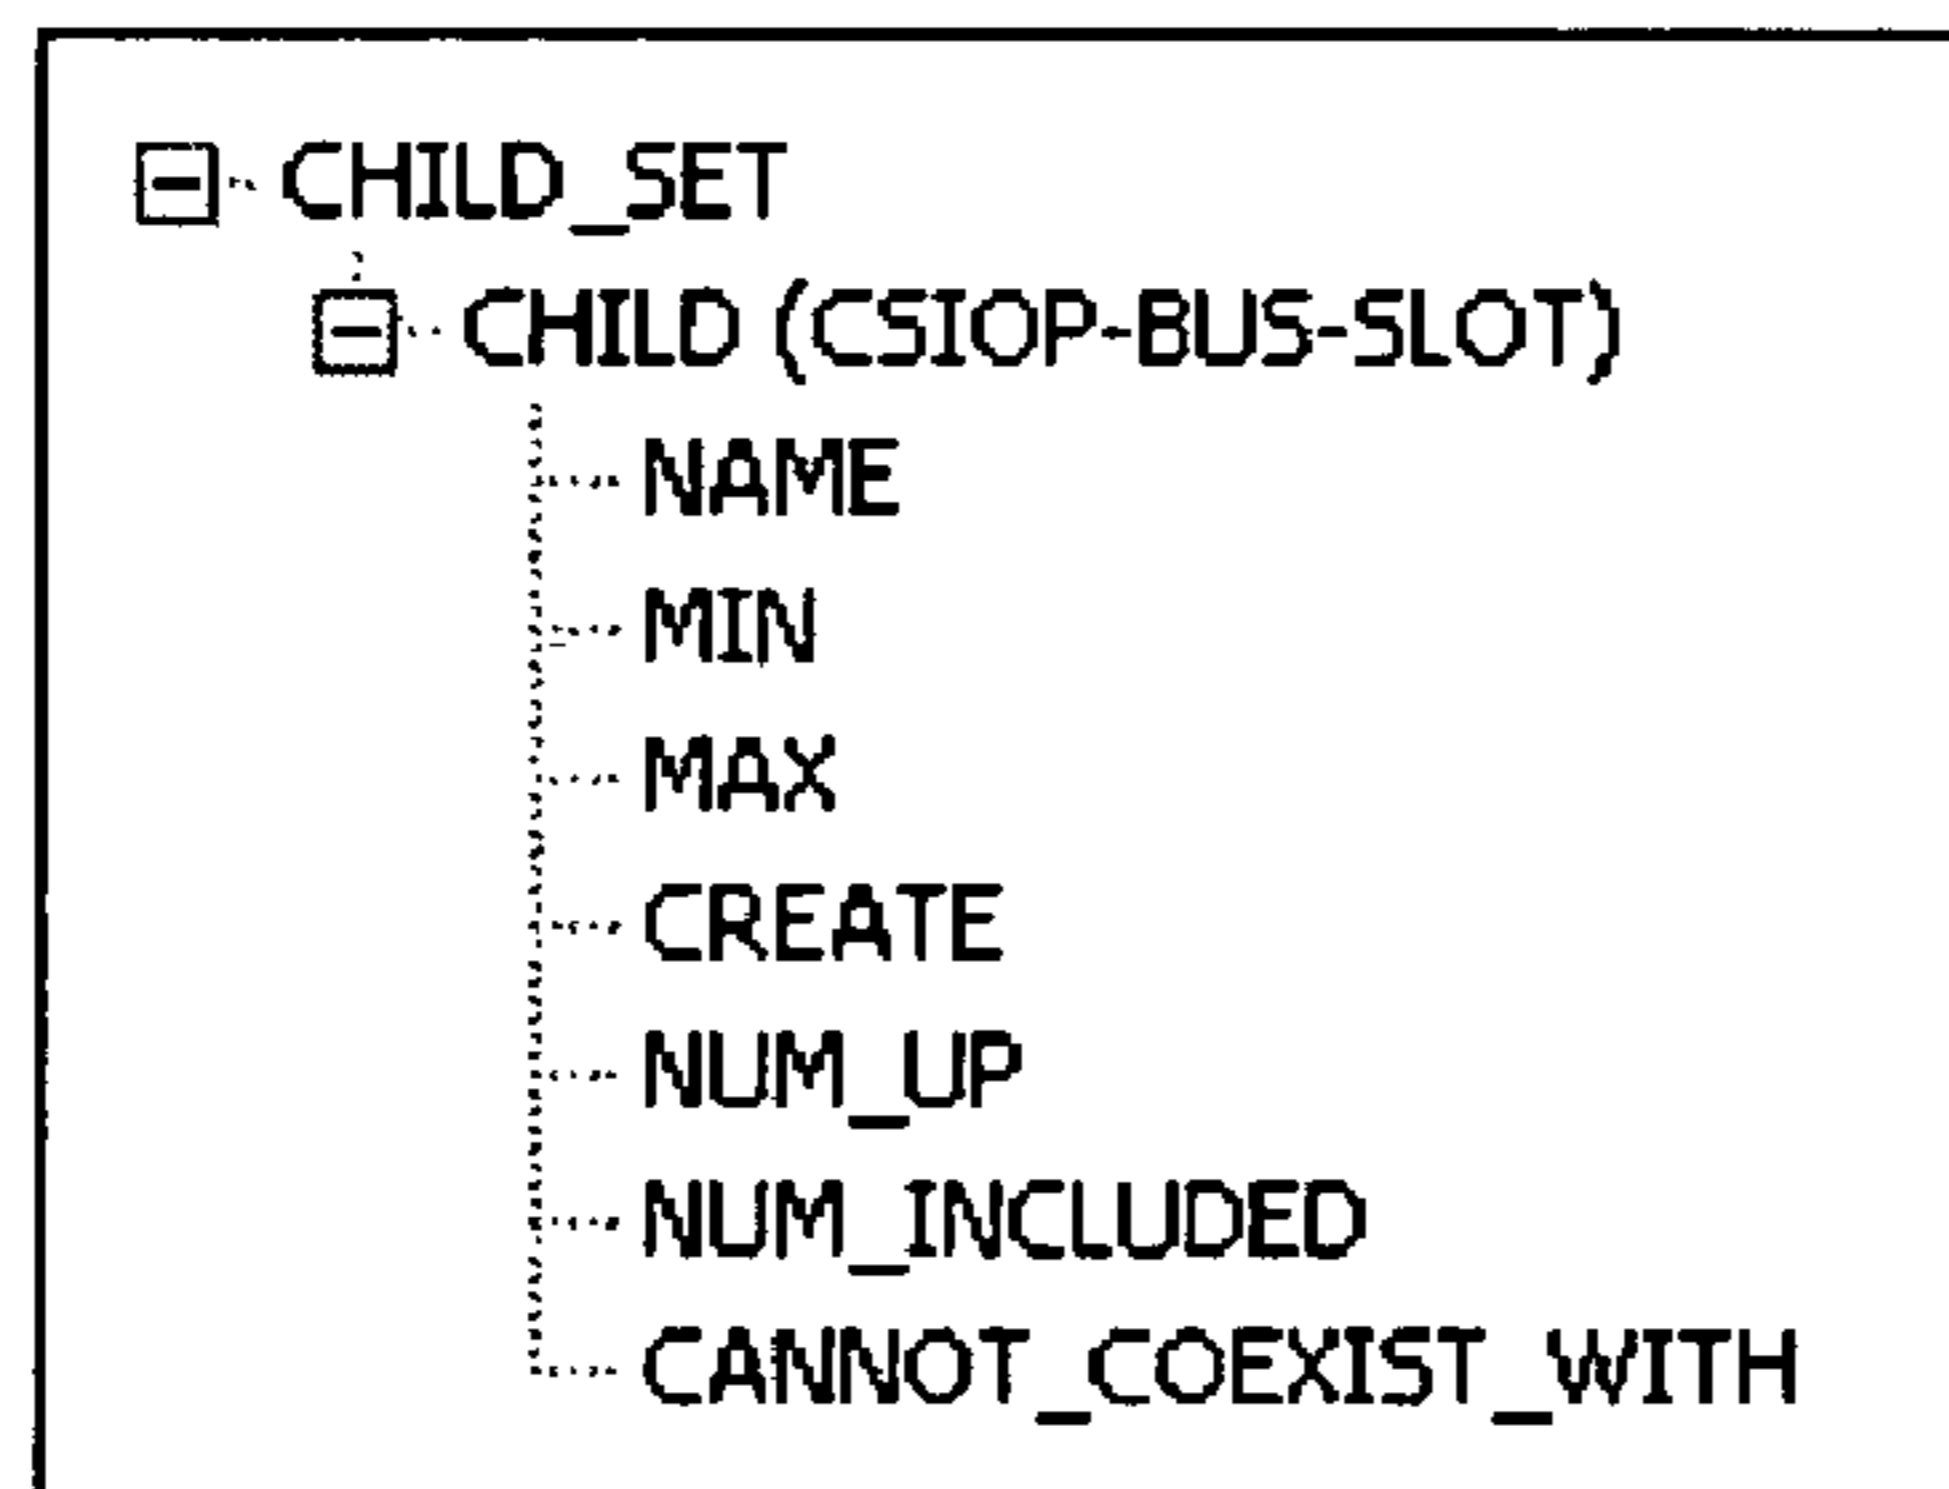 CHILD_SET
CHILD (CSIOP-BUS-SLOT)
NAME
MIN
MAX
CREATE
NUM_UP
NUM_INCLUDED
CANNOT_COEXIST_WITH